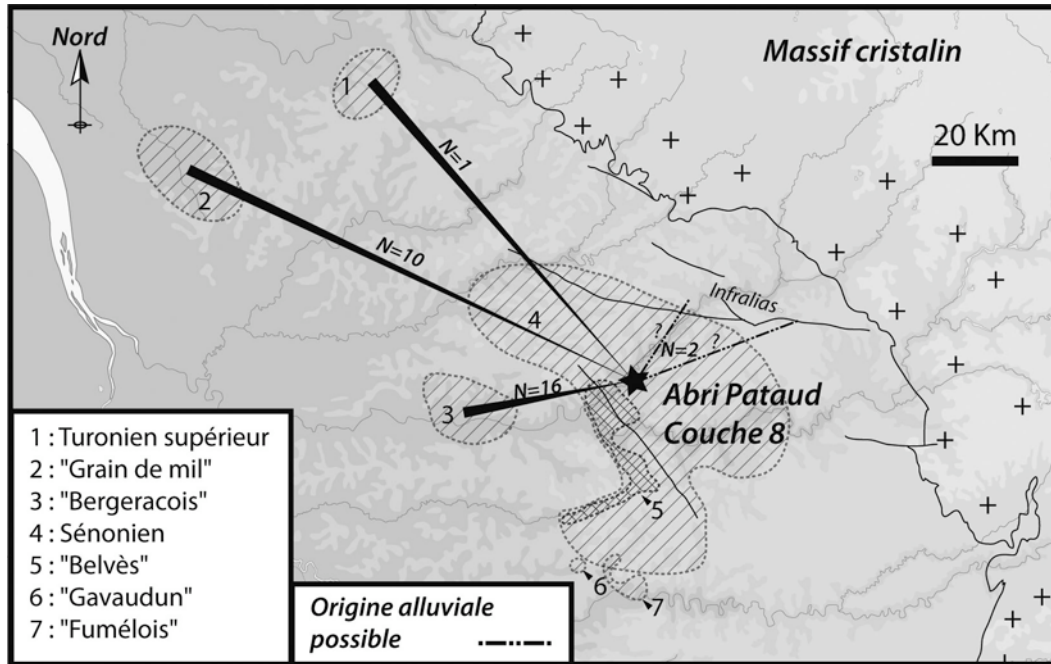 Nord
Massif cristalin
20 Km
1
N=1
2
N=10
Infralias
4
?
?
N=2
N=16
3
Abri Pataud
Couche 8
5
6
7
1 : Turonien supérieur
2 : "Grain de mil"
3 : "Bergeracois"
4 : Sénonien
5 : "Belvès"
6 : "Gavaudun"
7 : "Fumélois"
Origine alluviale
possible